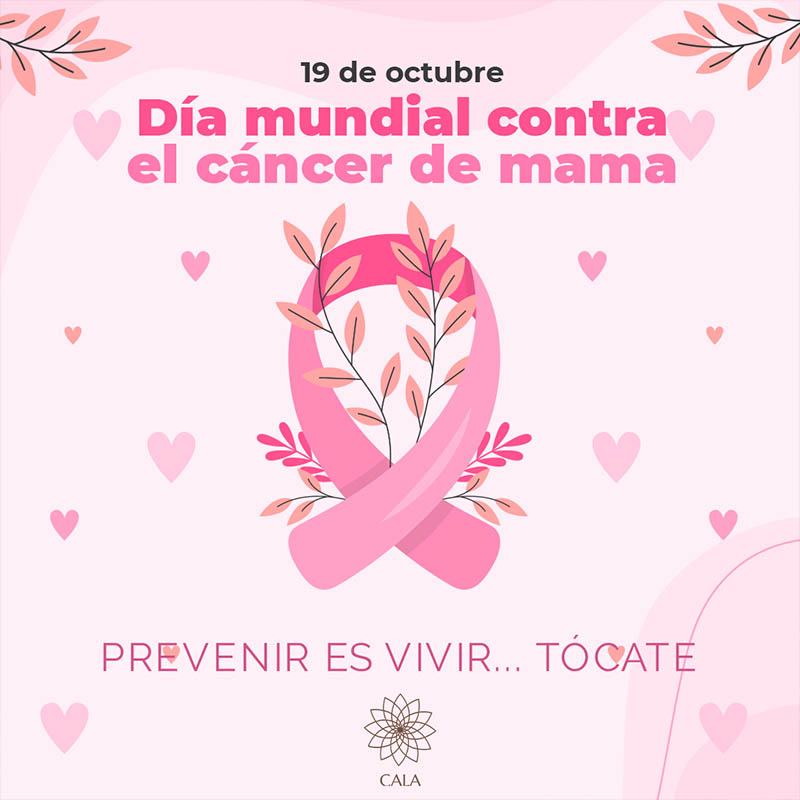 19 de octubre
Día mundial contra
el cáncer de mama
PREVENIR ES VIVIR... TÓCATE
CALA